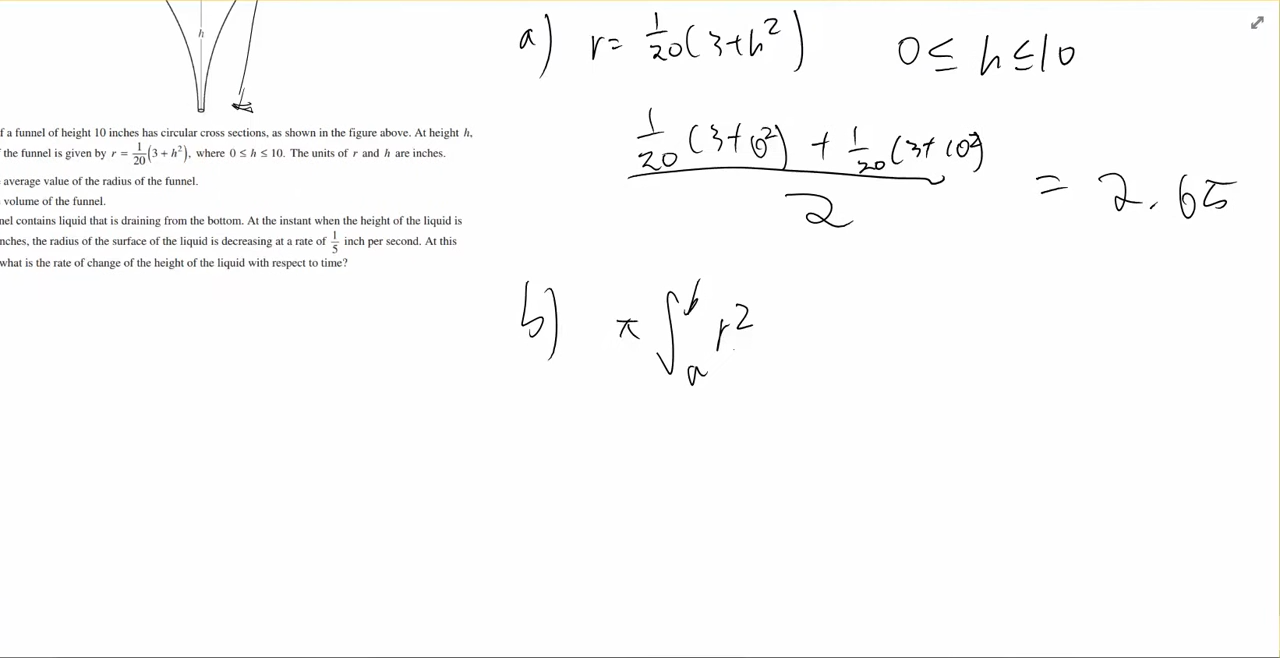 h
f a funnel of height 10 inches has circular cross sections, as shown in the figure above. At height h,
the funnel is given by r = 1/20 (3 + h²), where 0 ≤ h ≤ 10. The units of r and h are inches.
average value of the radius of the funnel.
volume of the funnel.
nel contains liquid that is draining from the bottom. At the instant when the height of the liquid is
nches, the radius of the surface of the liquid is decreasing at a rate of 1/5 inch per second. At this
what is the rate of change of the height of the liquid with respect to time?
a) r = 1/20 (3+h²) 0 ≤ h ≤ 10
(1/20 (3+0²) + 1/20 (3+10²)) / 2 = 2.65
b) π ∫_a^b r²